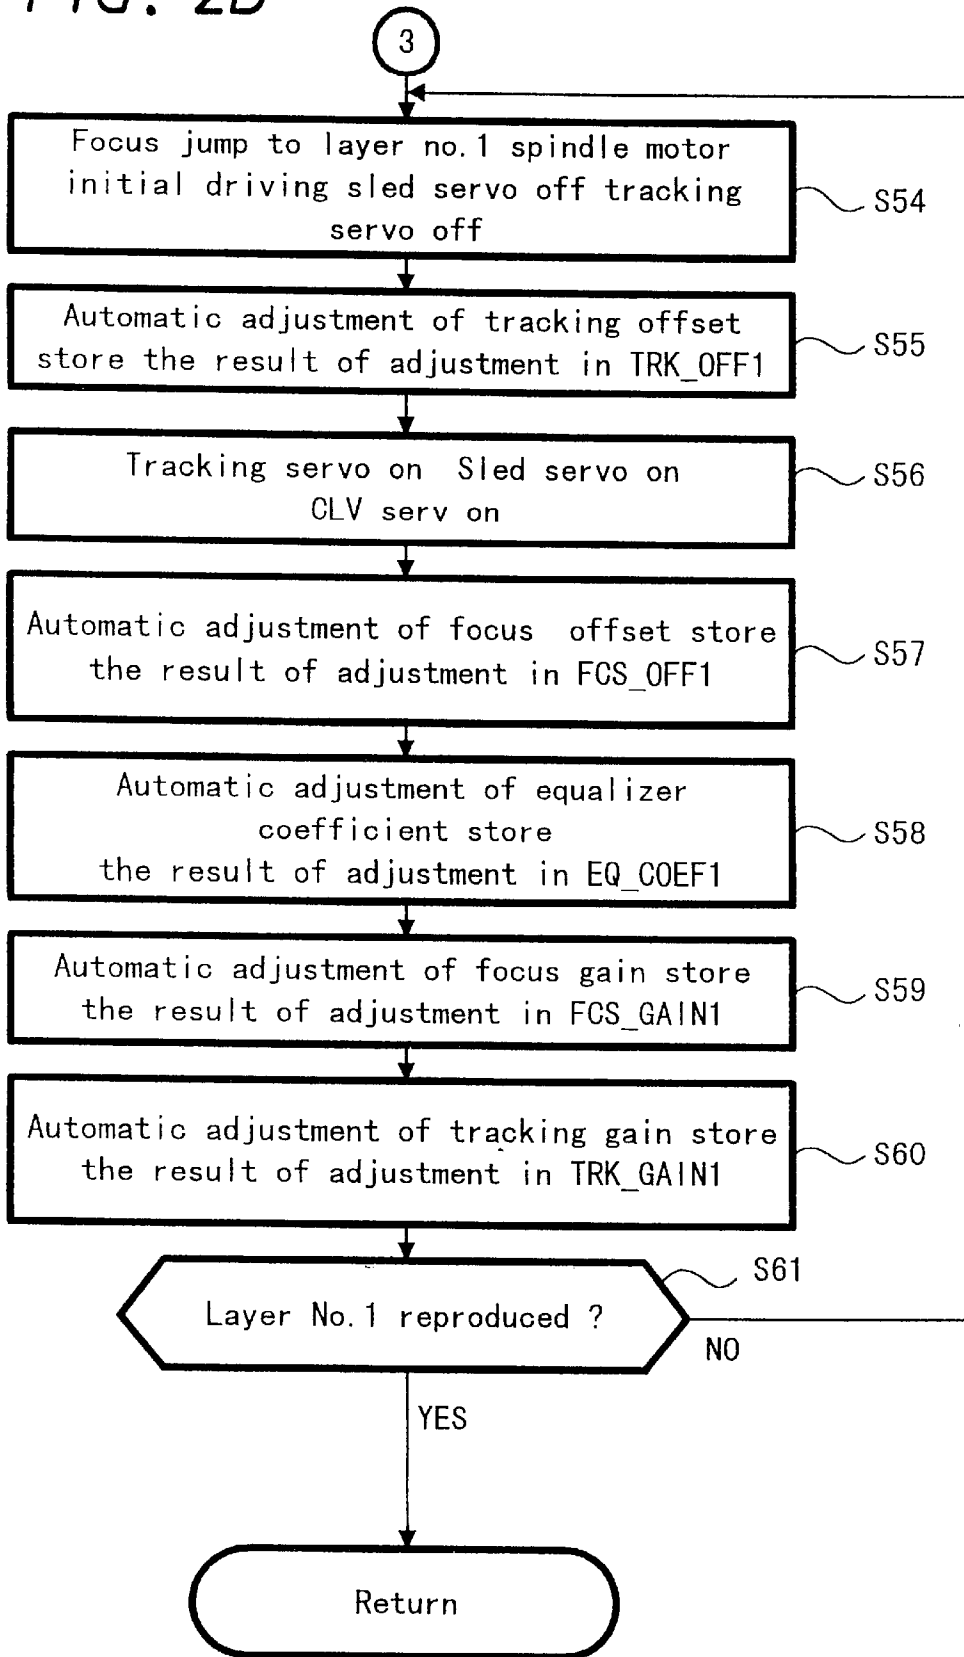 FIG. 2D
3
Focus jump to layer no.1 spindle motor
initial driving sled servo off tracking
servo off
S54
Automatic adjustment of tracking offset
store the result of adjustment in TRK_OFF1
S55
Tracking servo on Sled servo on
CLV serv on
S56
Automatic adjustment of focus offset store
the result of adjustment in FCS_OFF1
S57
Automatic adjustment of equalizer
coefficient store
the result of adjustment in EQ_COEF1
S58
Automatic adjustment of focus gain store
the result of adjustment in FCS_GAIN1
S59
Automatic adjustment of tracking gain store
the result of adjustment in TRK_GAIN1
S60
S61
Layer No.1 reproduced ?
NO
YES
Return